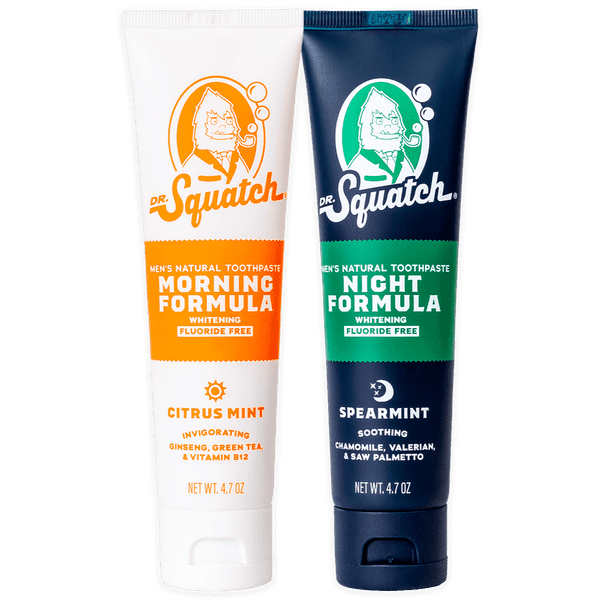 DR.
Squatch
MEN'S NATURAL TOOTHPASTE
MORNING
FORMULA
WHITENING
FLUORIDE FREE
CITRUS MINT
INVIGORATING
GINSENG, GREEN TEA,
& VITAMIN B12
NET WT. 4.7 OZ
DR.
Squatch®
MEN'S NATURAL TOOTHPASTE
NIGHT
FORMULA
WHITENING
FLUORIDE FREE
SPEARMINT
SOOTHING
CHAMOMILE, VALERIAN,
& SAW PALMETTO
NET WT. 4.7 OZ